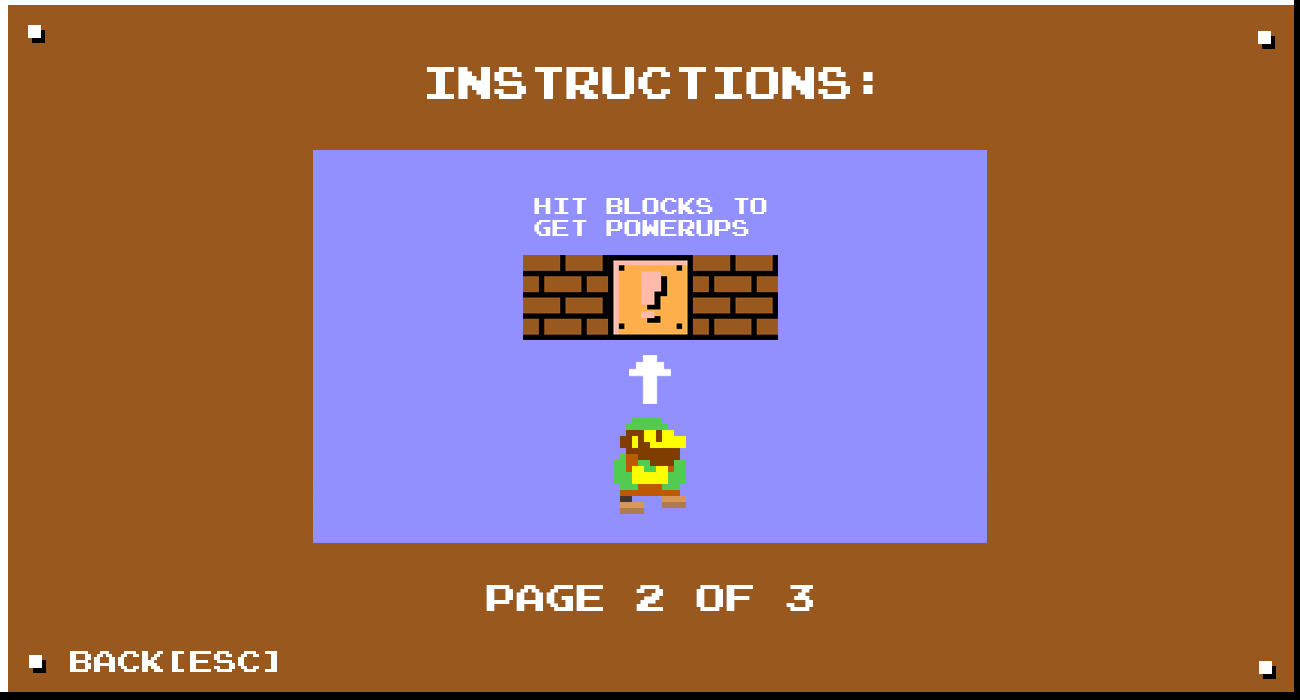 INSTRUCTIONS:
HIT BLOCKS TO
GET POWERUPS
!
PAGE 2 OF 3
BACK[ESC]